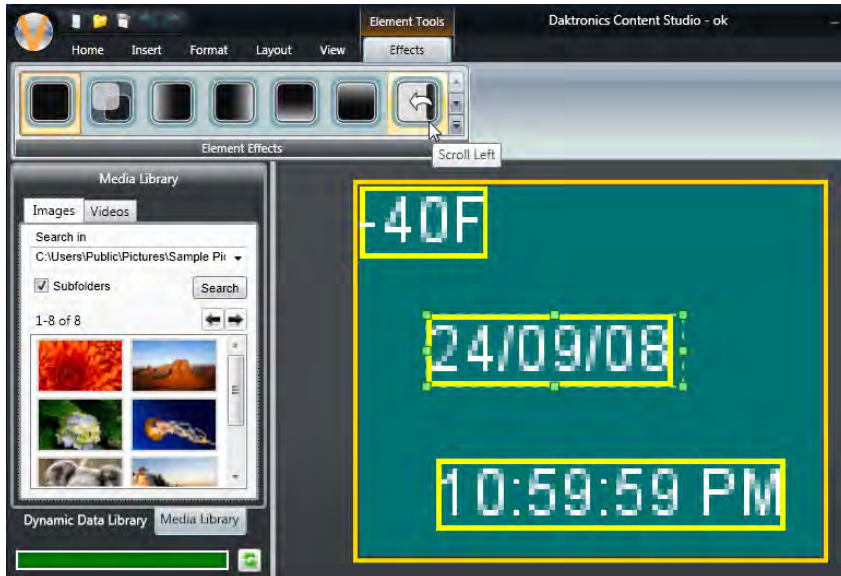 Element Tools
Daktronics Content Studio - ok
Home Insert Format Layout View Effects
Element Effects
Scroll Left
Media Library
Images Videos
Search in
C:\Users\Public\Pictures\Sample Pic
Subfolders Search
1-8 of 8
Dynamic Data Library Media Library
-40F
24/09/08
10:59:59 PM